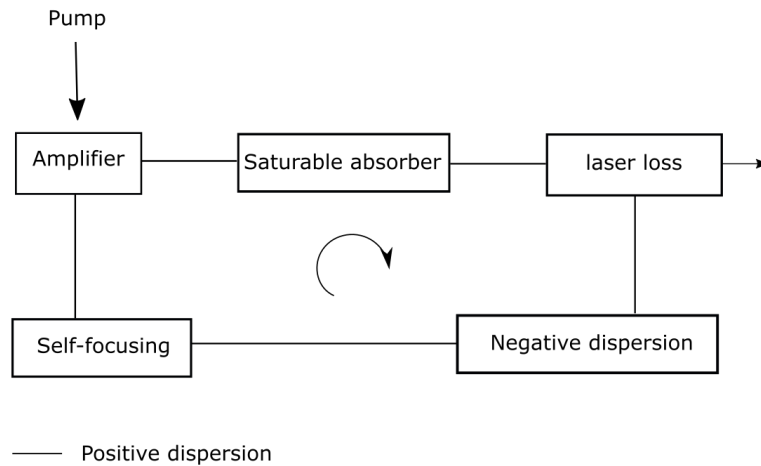 Pump
Amplifier
Saturable absorber
laser loss
Self-focusing
Negative dispersion
Positive dispersion